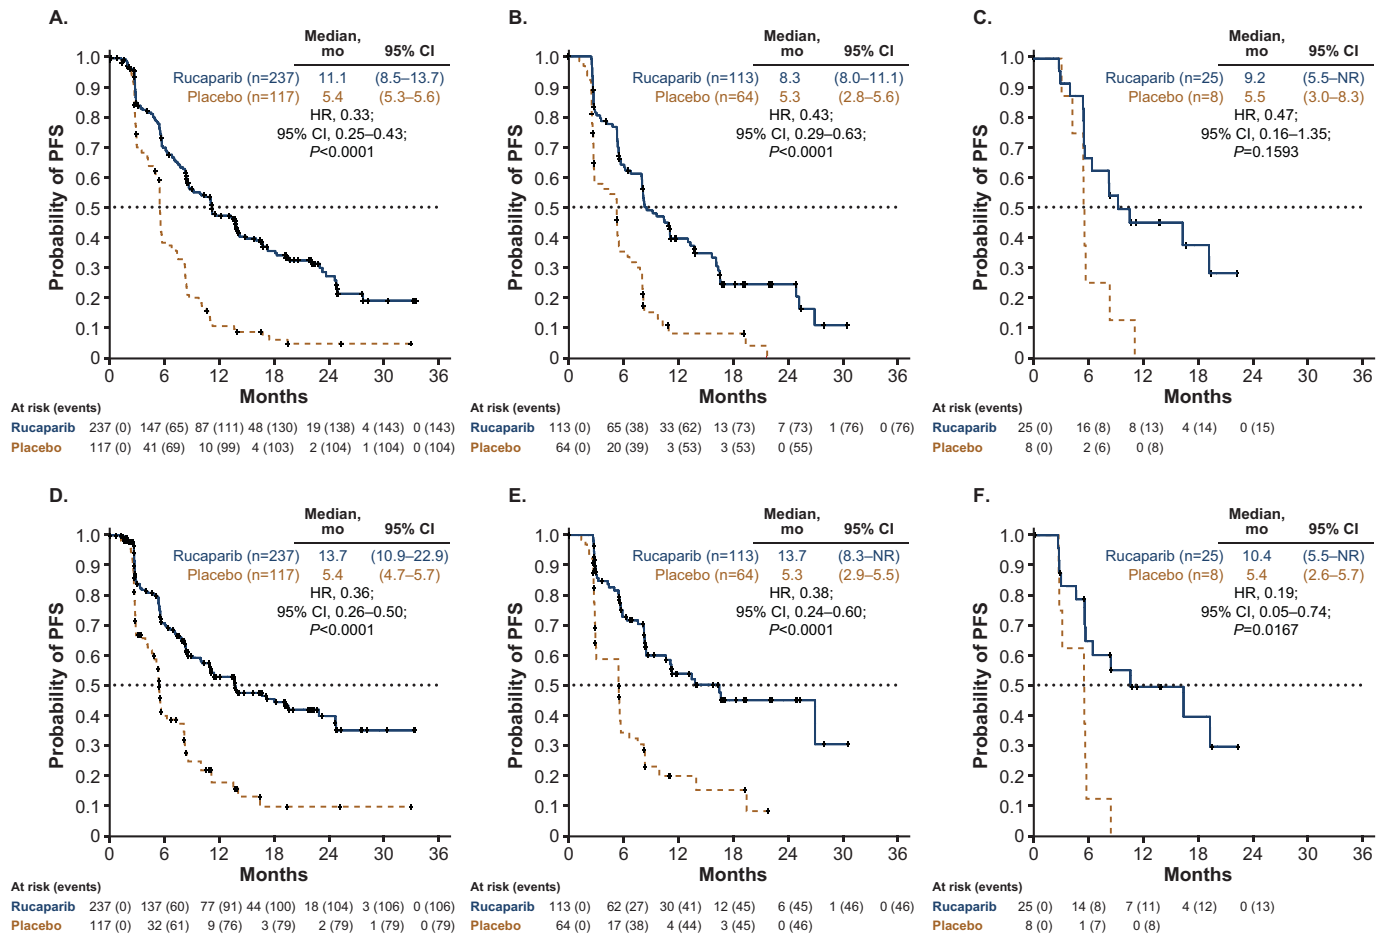 A.
Median, mo 95% CI
Rucaparib (n=237) 11.1 (8.5–13.7)
Placebo (n=117) 5.4 (5.3–5.6)
HR, 0.33;
95% CI, 0.25–0.43;
P<0.0001
Probability of PFS
1.0
0.9
0.8
0.7
0.6
0.5
0.4
0.3
0.2
0.1
0
0 6 12 18 24 30 36
Months
At risk (events)
Rucaparib 237 (0) 147 (65) 87 (111) 48 (130) 19 (138) 4 (143) 0 (143)
Placebo 117 (0) 41 (69) 10 (99) 4 (103) 2 (104) 1 (104) 0 (104)
B.
Median, mo 95% CI
Rucaparib (n=113) 8.3 (8.0–11.1)
Placebo (n=64) 5.3 (2.8–5.6)
HR, 0.43;
95% CI, 0.29–0.63;
P<0.0001
Probability of PFS
1.0
0.9
0.8
0.7
0.6
0.5
0.4
0.3
0.2
0.1
0
0 6 12 18 24 30 36
Months
At risk (events)
Rucaparib 113 (0) 65 (38) 33 (62) 13 (73) 7 (73) 1 (76) 0 (76)
Placebo 64 (0) 20 (39) 3 (53) 3 (53) 0 (55)
C.
Median, mo 95% CI
Rucaparib (n=25) 9.2 (5.5–NR)
Placebo (n=8) 5.5 (3.0–8.3)
HR, 0.47;
95% CI, 0.16–1.35;
P=0.1593
Probability of PFS
1.0
0.9
0.8
0.7
0.6
0.5
0.4
0.3
0.2
0.1
0
0 6 12 18 24 30 36
Months
At risk (events)
Rucaparib 25 (0) 16 (8) 8 (13) 4 (14) 0 (15)
Placebo 8 (0) 2 (6) 0 (8)
D.
Median, mo 95% CI
Rucaparib (n=237) 13.7 (10.9–22.9)
Placebo (n=117) 5.4 (4.7–5.7)
HR, 0.36;
95% CI, 0.26–0.50;
P<0.0001
Probability of PFS
1.0
0.9
0.8
0.7
0.6
0.5
0.4
0.3
0.2
0.1
0
0 6 12 18 24 30 36
Months
At risk (events)
Rucaparib 237 (0) 137 (60) 77 (91) 44 (100) 18 (104) 3 (106) 0 (106)
Placebo 117 (0) 32 (61) 9 (76) 3 (79) 2 (79) 1 (79) 0 (79)
E.
Median, mo 95% CI
Rucaparib (n=113) 13.7 (8.3–NR)
Placebo (n=64) 5.3 (2.9–5.5)
HR, 0.38;
95% CI, 0.24–0.60;
P<0.0001
Probability of PFS
1.0
0.9
0.8
0.7
0.6
0.5
0.4
0.3
0.2
0.1
0
0 6 12 18 24 30 36
Months
At risk (events)
Rucaparib 113 (0) 62 (27) 30 (41) 12 (45) 6 (45) 1 (46) 0 (46)
Placebo 64 (0) 17 (38) 4 (44) 3 (45) 0 (46)
F.
Median, mo 95% CI
Rucaparib (n=25) 10.4 (5.5–NR)
Placebo (n=8) 5.4 (2.6–5.7)
HR, 0.19;
95% CI, 0.05–0.74;
P=0.0167
Probability of PFS
1.0
0.9
0.8
0.7
0.6
0.5
0.4
0.3
0.2
0.1
0
0 6 12 18 24 30 36
Months
At risk (events)
Rucaparib 25 (0) 14 (8) 7 (11) 4 (12) 0 (13)
Placebo 8 (0) 1 (7) 0 (8)